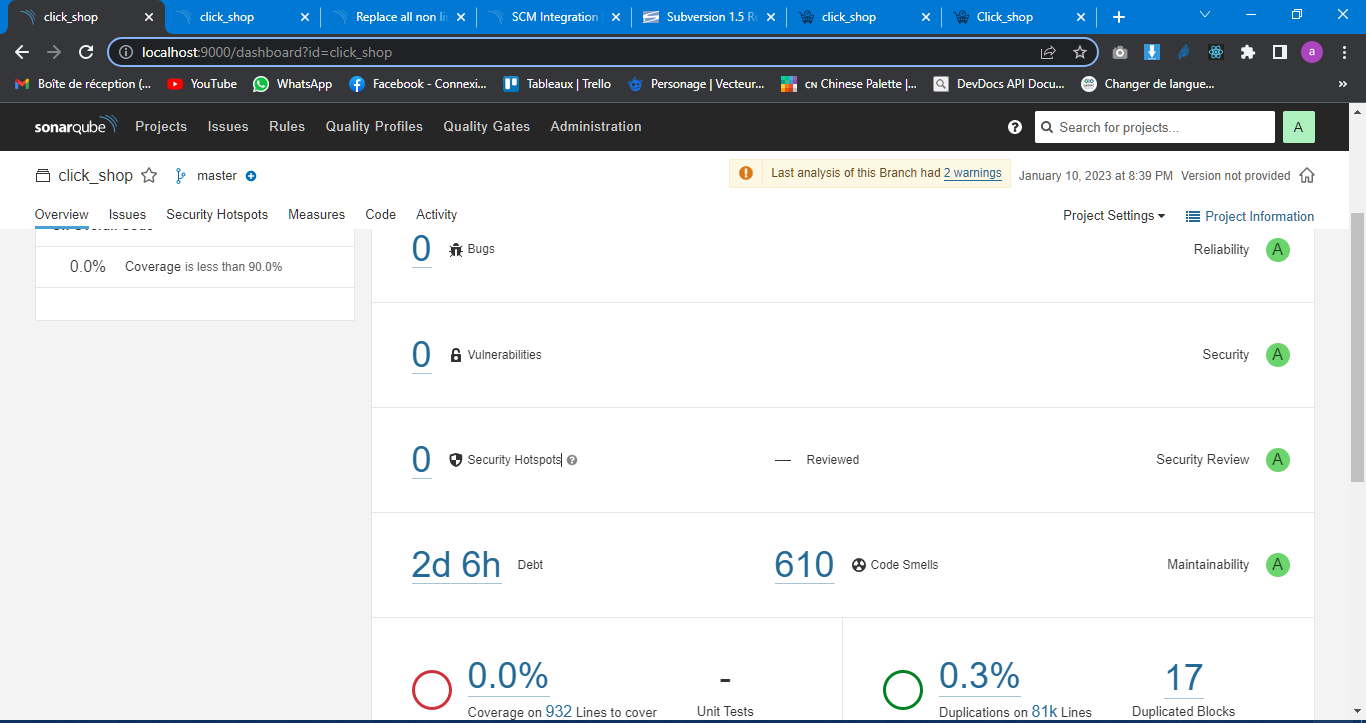 click_shop
click_shop
Replace all non li
SCM Integration
Subversion 1.5 R
click_shop
Click_shop
localhost:9000/dashboard?id=click_shop
a
Boîte de réception (...
YouTube
WhatsApp
Facebook - Connexi...
Tableaux | Trello
Personage | Vecteur...
CN Chinese Palette |...
DevDocs API Docu...
Changer de langue...
»
sonarqube
Projects
Issues
Rules
Quality Profiles
Quality Gates
Administration
Search for projects...
A
click_shop
master
Last analysis of this Branch had 2 warnings
January 10, 2023 at 8:39 PM
Version not provided
Overview
Issues
Security Hotspots
Measures
Code
Activity
Project Settings
Project Information
0.0% Coverage is less than 90.0%
0 Bugs
Reliability A
0 Vulnerabilities
Security A
0 Security Hotspots
— Reviewed
Security Review A
2d 6h Debt
610 Code Smells
Maintainability A
0.0%
Coverage on 932 Lines to cover
-
Unit Tests
0.3%
Duplications on 81k Lines
17
Duplicated Blocks